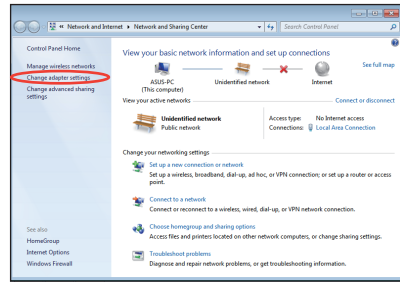 Network and Internet ▸ Network and Sharing Center
Search Control Panel
Control Panel Home
Manage wireless networks
Change adapter settings
Change advanced sharing
settings
See also
HomeGroup
Internet Options
Windows Firewall
View your basic network information and set up connections
See full map
ASUS-PC
(This computer)
Unidentified network
Internet
View your active networks
Connect or disconnect
Unidentified network
Public network
Access type: No Internet access
Connections: Local Area Connection
Change your networking settings
Set up a new connection or network
Set up a wireless, broadband, dial-up, ad hoc, or VPN connection; or set up a router or access
point.
Connect to a network
Connect or reconnect to a wireless, wired, dial-up, or VPN network connection.
Choose homegroup and sharing options
Access files and printers located on other network computers, or change sharing settings.
Troubleshoot problems
Diagnose and repair network problems, or get troubleshooting information.